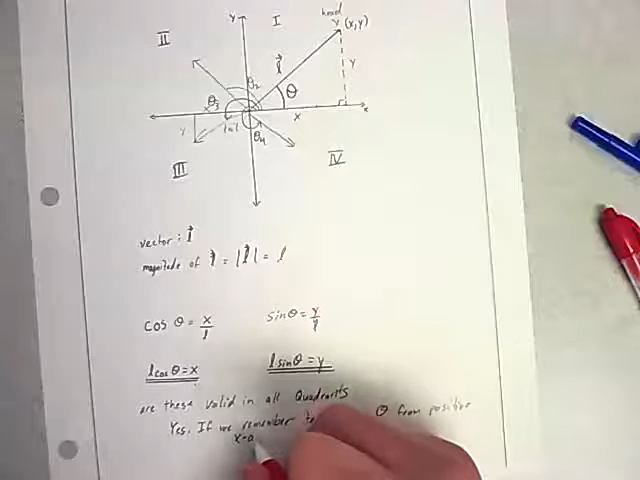 y
I
II
head
(x,y)
l
y
θ₂
θ
θ₃
x
x
y
θ₄
III
IV
vector: l
magnitude of l = |l| = l
cos θ = x/l sin θ = y/l
l cos θ = x l sin θ = y
are these valid in all Quadrants
Yes. If we remember θ from positive
x-a